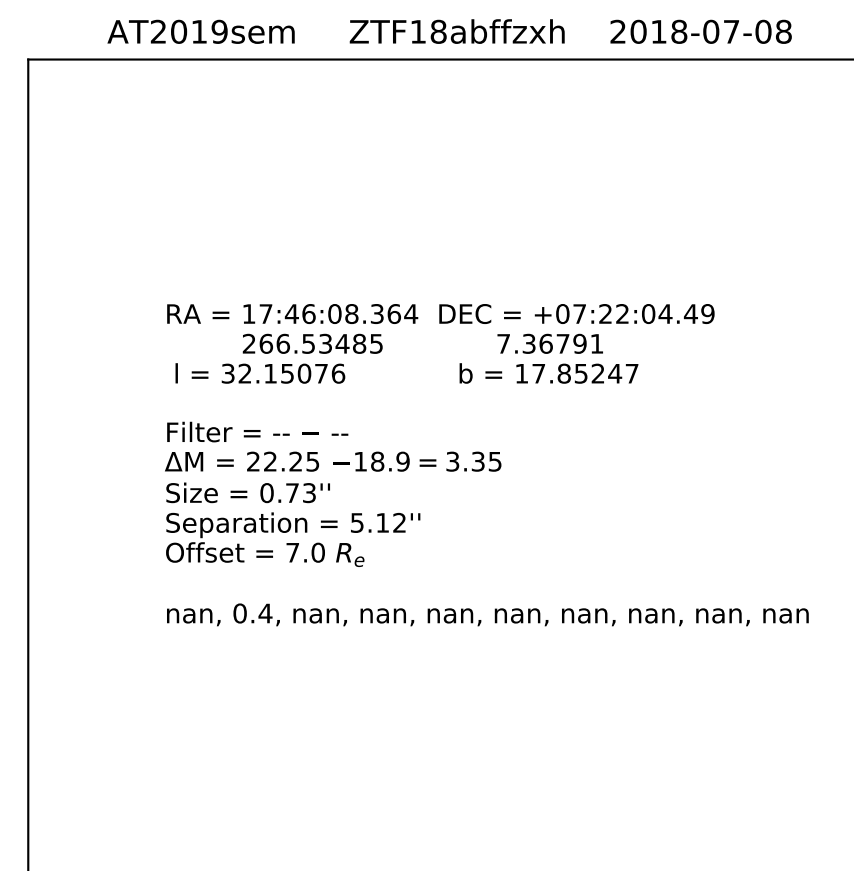 AT2019sem ZTF18abffzxh 2018-07-08
RA = 17:46:08.364 DEC = +07:22:04.49
266.53485 7.36791
l = 32.15076 b = 17.85247
Filter = -- − --
ΔM = 22.25 −18.9 = 3.35
Size = 0.73''
Separation = 5.12''
Offset = 7.0 Rₑ
nan, 0.4, nan, nan, nan, nan, nan, nan, nan, nan